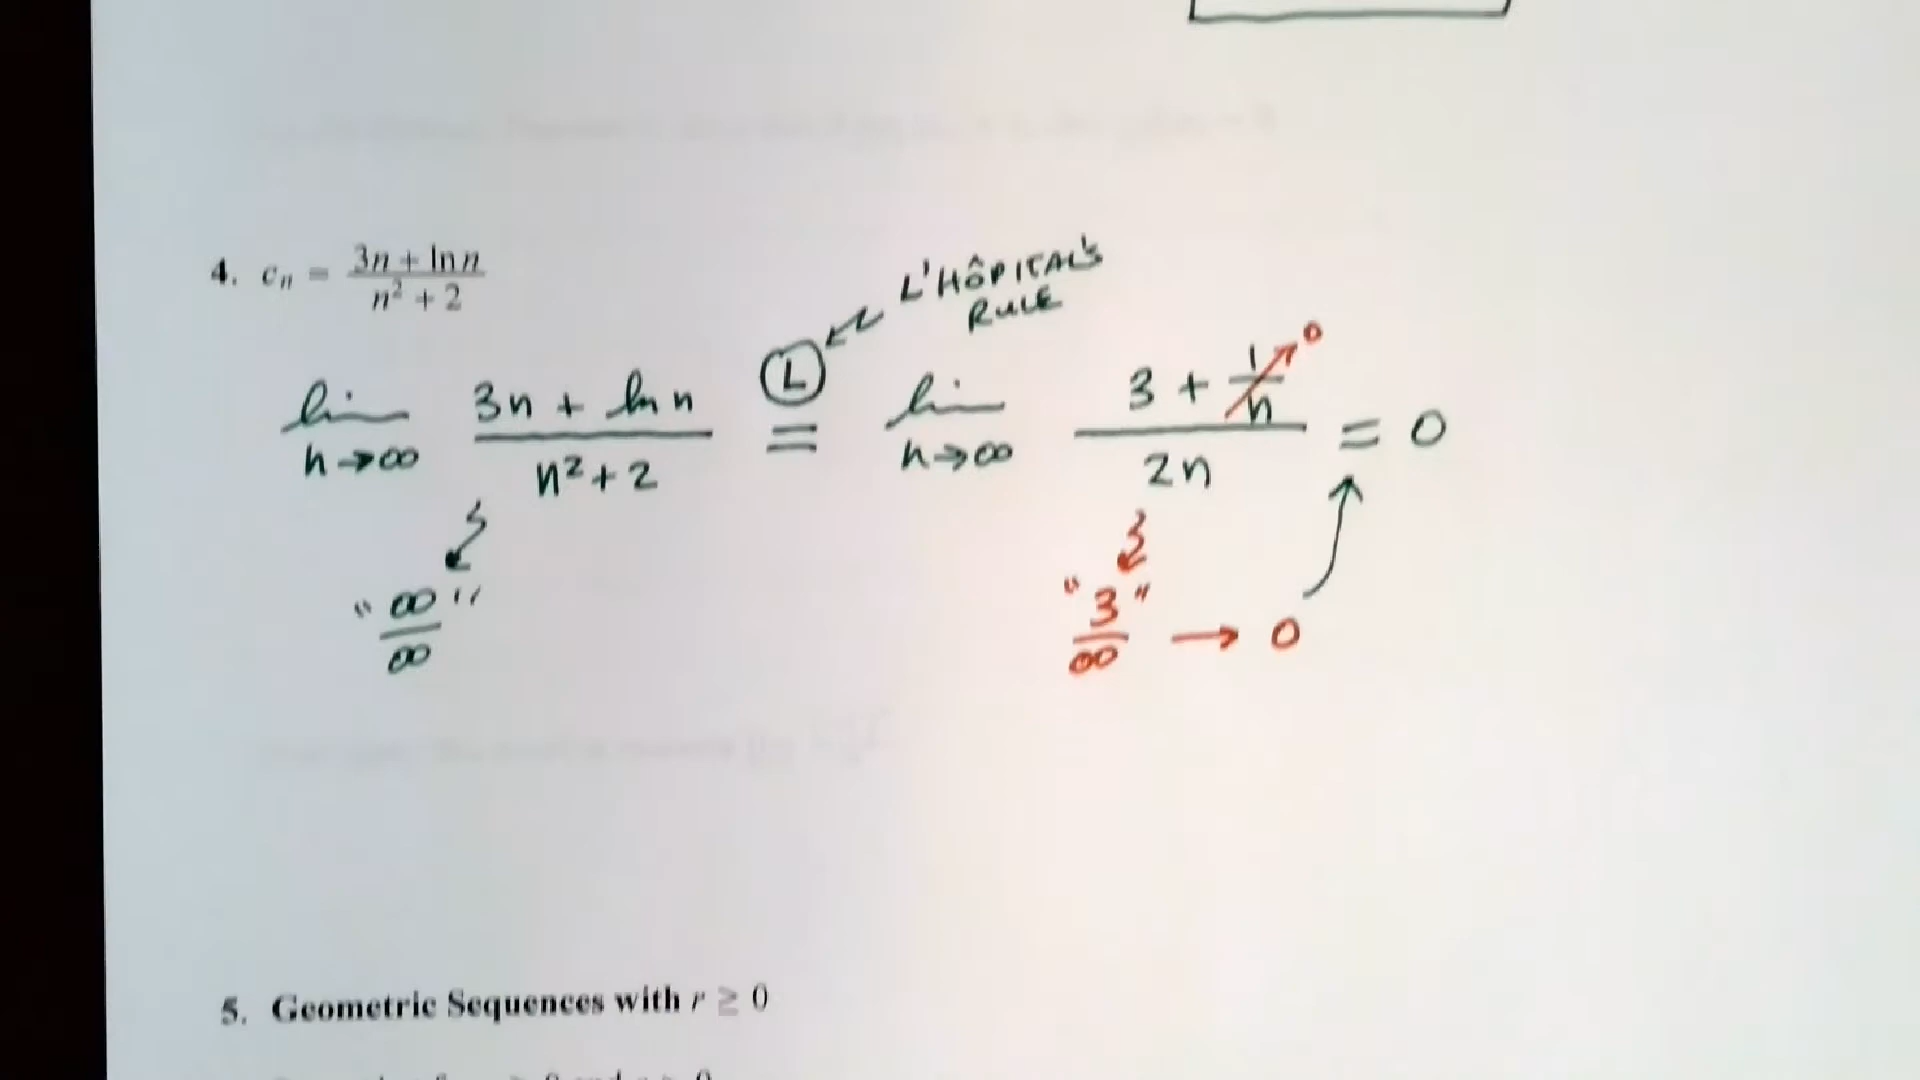 4. cₙ = (3n + ln n)/(n² + 2)
L'HÔPITAL'S
RULE
lim n→∞ (3n + ln n)/(n² + 2) Ⓛ = lim n→∞ (3 + 1/n → 0)/(2n) = 0
"∞/∞"
"3/∞" → 0
5. Geometric Sequences with r ≥ 0